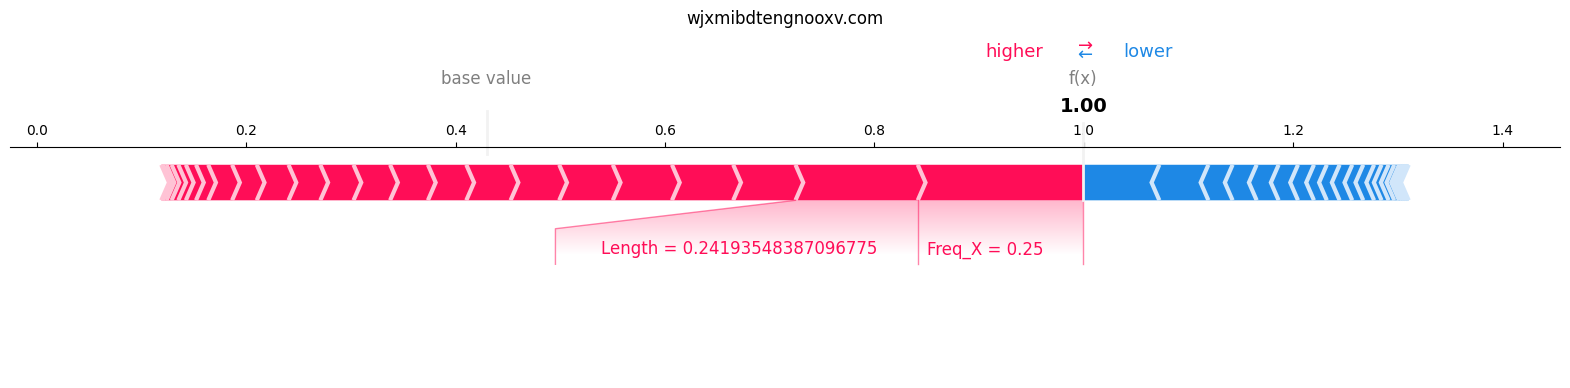 wjxmibdtengnooxv.com
higher ⇄ lower
base value f(x)
1.00
0.0 0.2 0.4 0.6 0.8 1.0 1.2 1.4
Length = 0.24193548387096775 Freq_X = 0.25